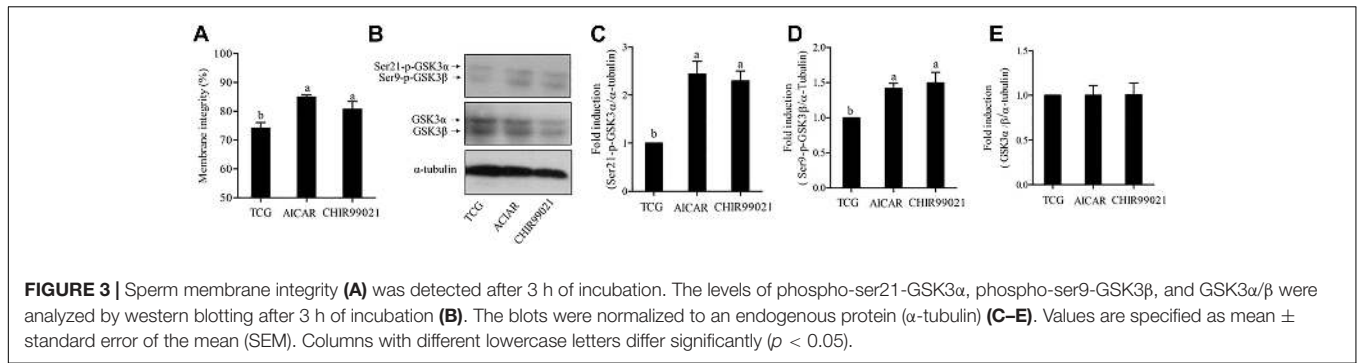 A
Membrane integrity (%)
100
90
80
70
60
50
b
a
a
TCG
AICAR
CHIR99021
B
Ser21-p-GSK3α
Ser9-p-GSK3β
GSK3α
GSK3β
α-tubulin
TCG
ACIAR
CHIR99021
C
Fold induction
(Ser21-p-GSK3α/α-tubulin)
3
2
1
0
b
a
a
TCG
AICAR
CHIR99021
D
Fold induction
( Ser9-p-GSK3β/α-Tubulin)
2.0
1.5
1.0
0.5
0.0
b
a
a
TCG
AICAR
CHIR99021
E
Fold induction
( GSK3α/β/α-tubulin)
1.5
1.0
0.5
0.0
TCG
AICAR
CHIR99021
FIGURE 3 | Sperm membrane integrity (A) was detected after 3 h of incubation. The levels of phospho-ser21-GSK3α, phospho-ser9-GSK3β, and GSK3α/β were
analyzed by western blotting after 3 h of incubation (B). The blots were normalized to an endogenous protein (α-tubulin) (C–E). Values are specified as mean ±
standard error of the mean (SEM). Columns with different lowercase letters differ significantly (p < 0.05).